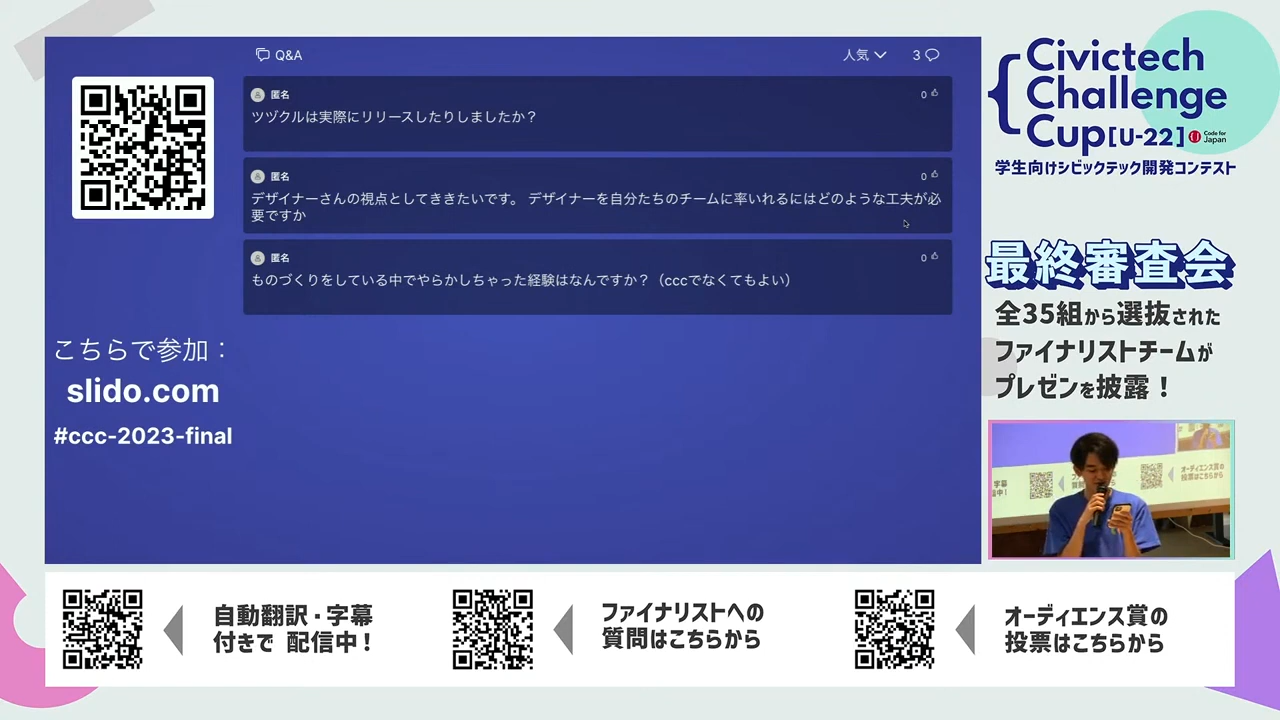 Q&A
人気
3
匿名
0
ツヅクルは実際にリリースしたりしましたか？
匿名
0
デザイナーさんの視点としてききたいです。 デザイナーを自分たちのチームに率いれるにはどのような工夫が必
要ですか
匿名
0
ものづくりをしている中でやらかしちゃった経験はなんですか？（cccでなくてもよい）
こちらで参加：
slido.com
#ccc-2023-final
Civictech
Challenge
Cup[U-22]
Code for
Japan
学生向けシビックテック開発コンテスト
最終審査会
全35組から選抜された
ファイナリストチームが
プレゼンを披露！
字幕
中！
オーディエンス賞の
投票はこちらから
自動翻訳・字幕
付きで 配信中！
ファイナリストへの
質問はこちらから
オーディエンス賞の
投票はこちらから